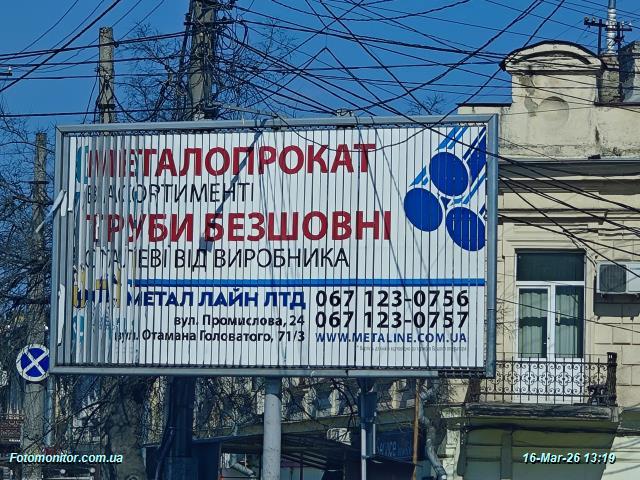 МЕТАЛОПРОКАТ
В АСОРТИМЕНТІ
ТРУБИ БЕЗШОВНІ
СТАЛЕВІ ВІД ВИРОБНИКА
МЕТАЛ ЛАЙН ЛТД 067 123-0756
вул. Промислова, 24 067 123-0757
вул. Отамана Головатого, 71/3 WWW.METALINE.COM.UA
Fotomonitor.com.ua 16-Mar-26 13:19